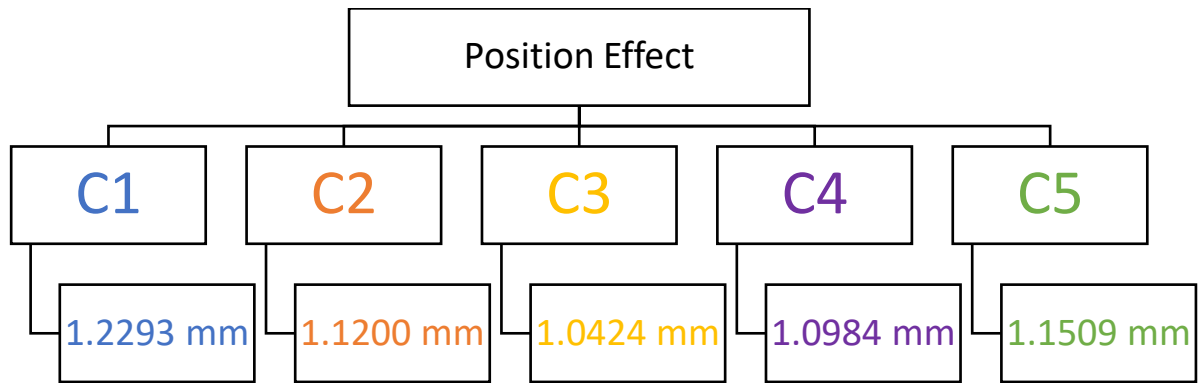 Position Effect
C1
C2
C3
C4
C5
1.2293 mm
1.1200 mm
1.0424 mm
1.0984 mm
1.1509 mm